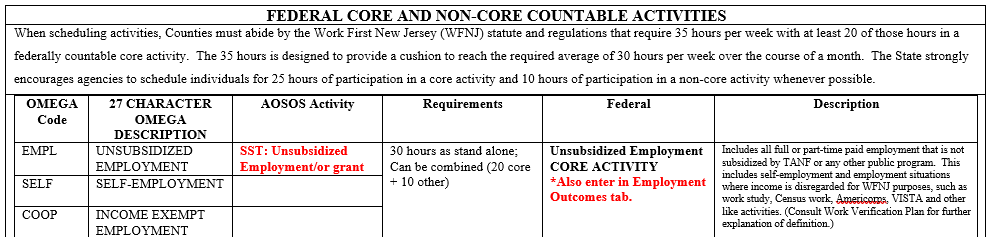 FEDERAL CORE AND NON-CORE COUNTABLE ACTIVITIES
When scheduling activities, Counties must abide by the Work First New Jersey (WFNJ) statute and regulations that require 35 hours per week with at least 20 of those hours in a
federally countable core activity.  The 35 hours is designed to provide a cushion to reach the required average of 30 hours per week over the course of a month.  The State strongly
encourages agencies to schedule individuals for 25 hours of participation in a core activity and 10 hours of participation in a non-core activity whenever possible.
OMEGA
Code
27 CHARACTER
OMEGA
DESCRIPTION
AOSOS Activity
Requirements
Federal
Description
EMPL
UNSUBSIDIZED
EMPLOYMENT
SST: Unsubsidized
Employment/or grant
30 hours as stand alone;
Can be combined (20 core
+ 10 other)
Unsubsidized Employment
CORE ACTIVITY
*Also enter in Employment
Outcomes tab.
Includes all full or part-time paid employment that is not
subsidized by TANF or any other public program.  This
includes self-employment and employment situations
where income is disregarded for WFNJ purposes, such as
work study, Census work, Americorps, VISTA and other
like activities. (Consult Work Verification Plan for further
explanation of definition.)
SELF
SELF-EMPLOYMENT
COOP
INCOME EXEMPT
EMPLOYMENT